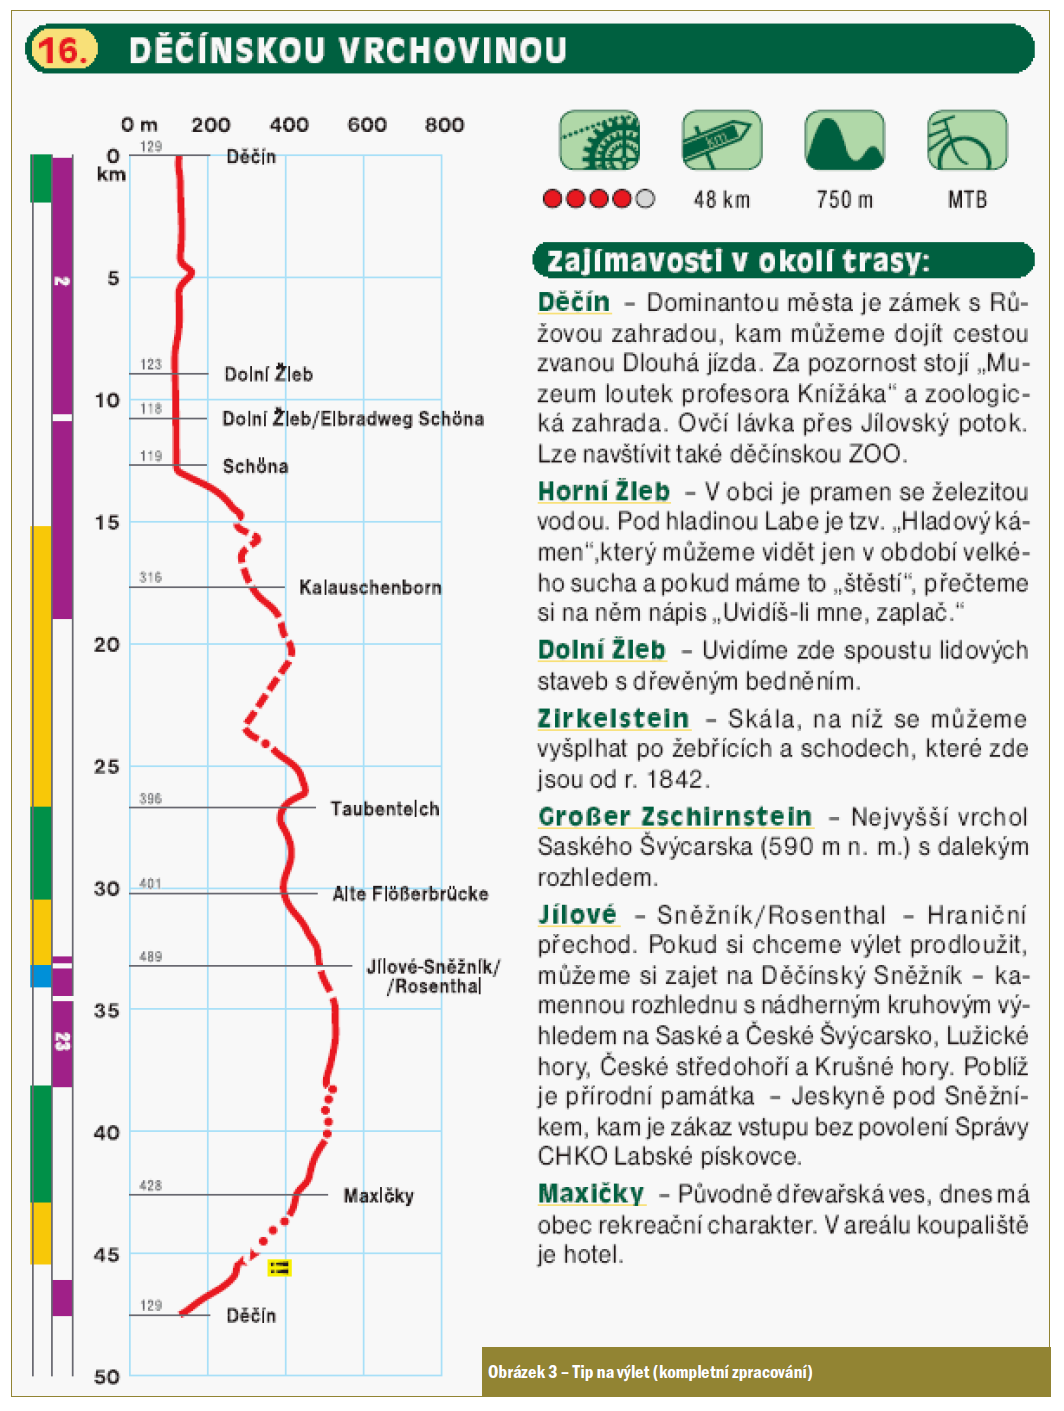 16. DĚČÍNSKOU VRCHOVINOU
0 m 200 400 600 800
0
km
129 Děčín
2
5
123 Dolní Žleb
10
118 Dolní Žleb/Elbradweg Schöna
119 Schöna
15
316 Kalauschenborn
20
25
396 Taubenteich
30
401 Alte Flößerbrücke
489 Jílové-Sněžník/
/Rosenthal
35
23
40
428 Maxičky
45
!!!
129 Děčín
50
km
48 km 750 m MTB
Zajímavosti v okolí trasy:
Děčín – Dominantou města je zámek s Rů-
žovou zahradou, kam můžeme dojít cestou
zvanou Dlouhá jízda. Za pozornost stojí „Mu-
zeum loutek profesora Knížáka“ a zoologic-
ká zahrada. Ovčí lávka přes Jílovský potok.
Lze navštívit také děčínskou ZOO.
Horní Žleb – V obci je pramen se železitou
vodou. Pod hladinou Labe je tzv. „Hladový ká-
men“,který můžeme vidět jen v období velké-
ho sucha a pokud máme to „štěstí“, přečteme
si na něm nápis „Uvidíš-li mne, zaplač.“
Dolní Žleb – Uvidíme zde spoustu lidových
staveb s dřevěným bedněním.
Zirkelstein – Skála, na níž se můžeme
vyšplhat po žebřících a schodech, které zde
jsou od r. 1842.
Großer Zschirnstein – Nejvyšší vrchol
Saského Švýcarska (590 m n. m.) s dalekým
rozhledem.
Jílové – Sněžník/Rosenthal – Hraniční
přechod. Pokud si chceme výlet prodloužit,
můžeme si zajet na Děčínský Sněžník – ka-
mennou rozhlednu s nádherným kruhovým vý-
hledem na Saské a České Švýcarsko, Lužické
hory, České středohoří a Krušné hory. Poblíž
je přírodní památka – Jeskyně pod Sněžní-
kem, kam je zákaz vstupu bez povolení Správy
CHKO Labské pískovce.
Maxičky – Původně dřevařská ves, dnes má
obec rekreační charakter. V areálu koupaliště
je hotel.
Obrázek 3 – Tip na výlet (kompletní zpracování)